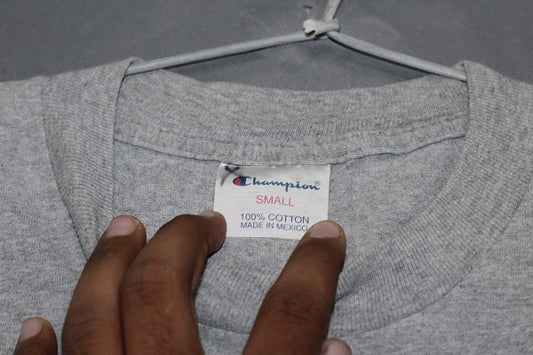 Champion®
SMALL
100% COTTON
MADE IN MEXICO